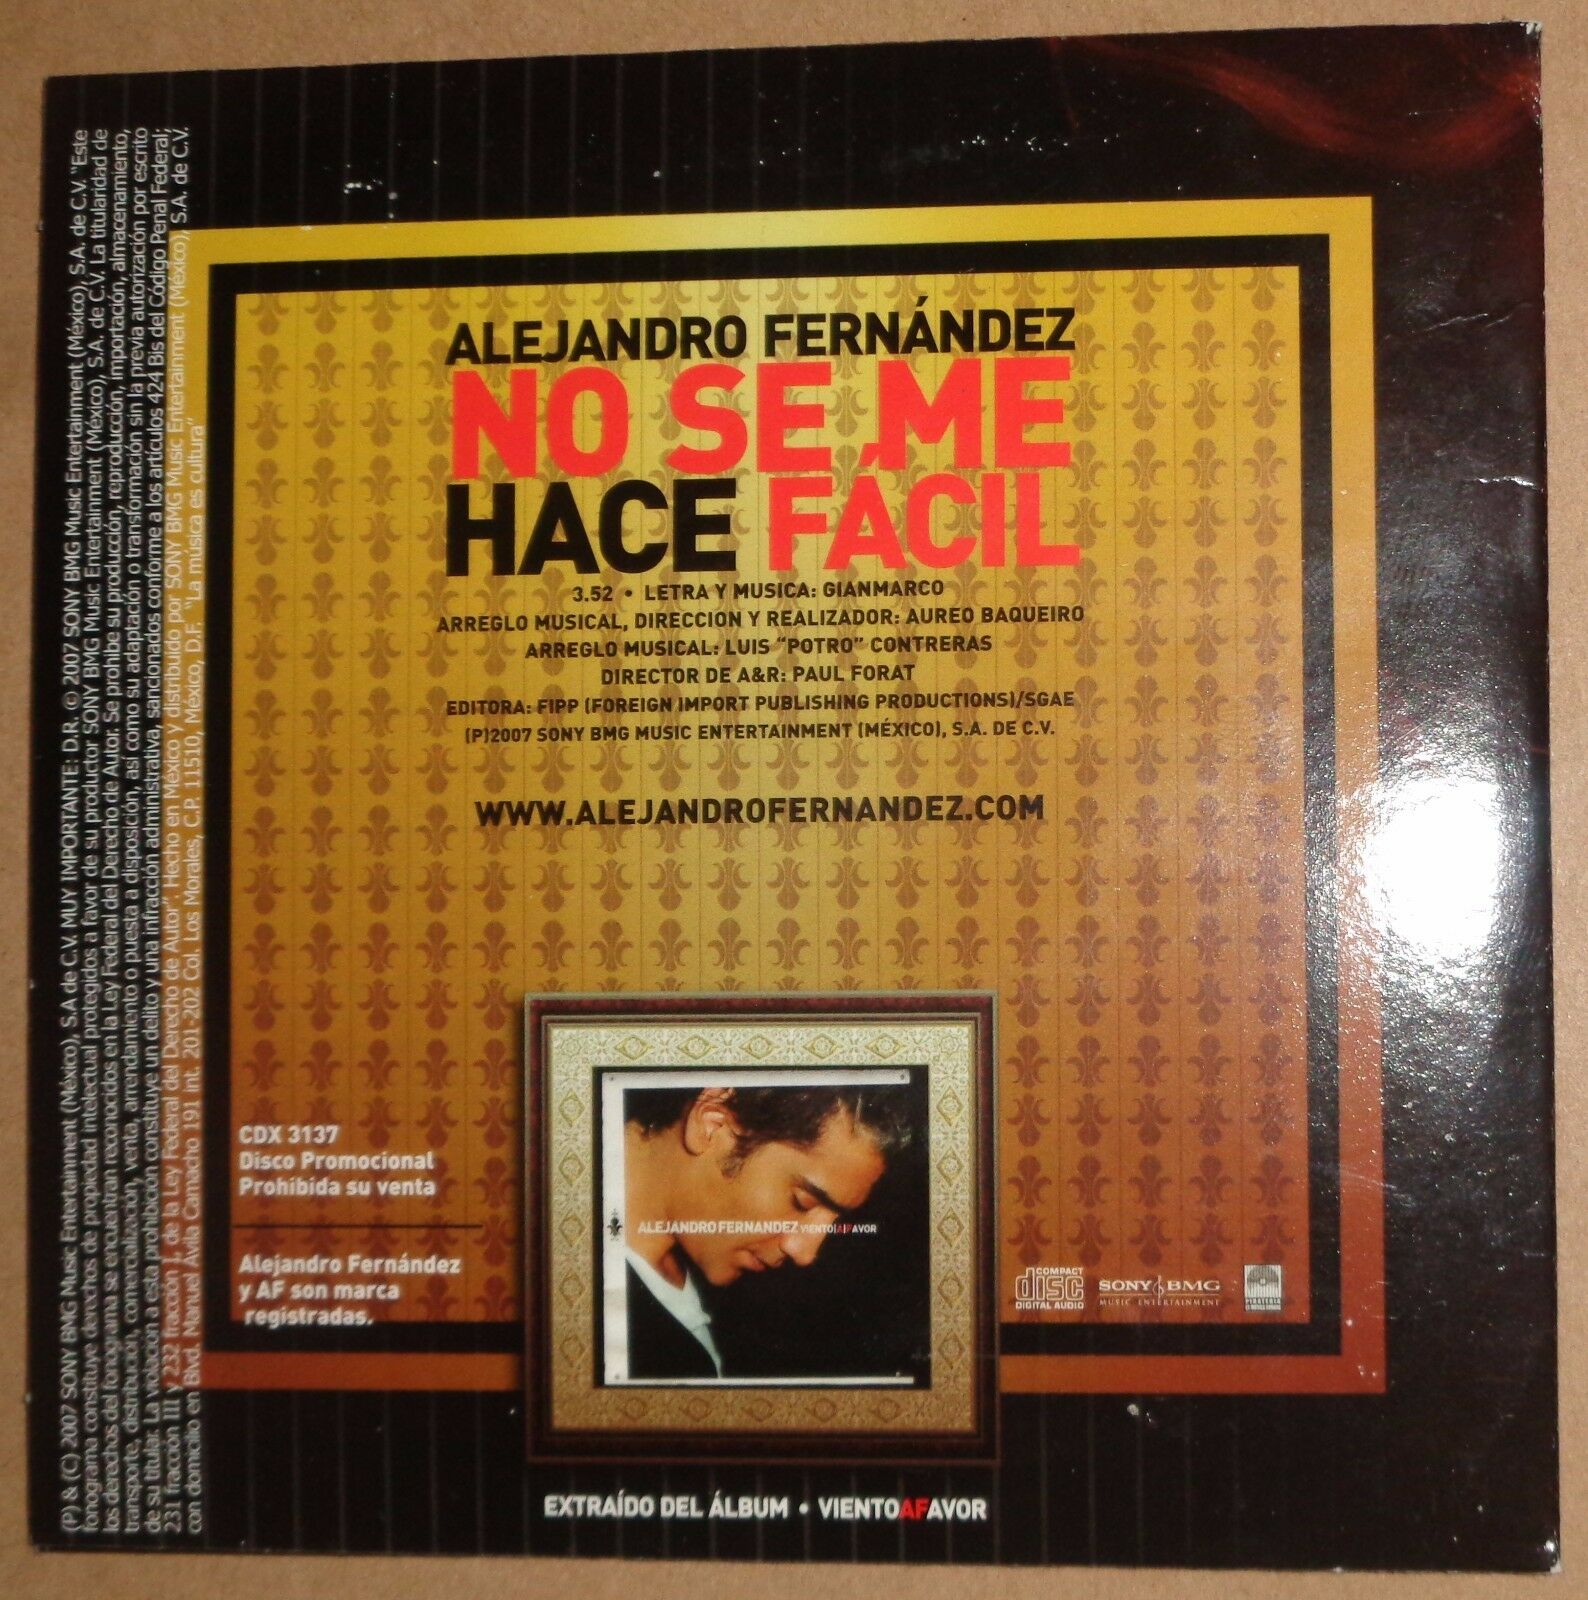 ALEJANDRO FERNÁNDEZ
NO SE ME
HACE FÁCIL
3.52 • LETRA Y MUSICA: GIANMARCO
ARREGLO MUSICAL, DIRECCION Y REALIZADOR: AUREO BAQUEIRO
ARREGLO MUSICAL: LUIS "POTRO" CONTRERAS
DIRECTOR DE A&R: PAUL FORAT
EDITORA: FIPP (FOREIGN IMPORT PUBLISHING PRODUCTIONS)/SGAE
(P)2007 SONY BMG MUSIC ENTERTAINMENT (MÉXICO), S.A. DE C.V.
WWW.ALEJANDROFERNANDEZ.COM
CDX 3137
Disco Promocional
Prohibida su venta
Alejandro Fernández
y AF son marca
registradas.
ALEJANDRO FERNANDEZ VIENTO|A|FAVOR
COMPACT
disc
DIGITAL AUDIO
SONY BMG
MUSIC ENTERTAINMENT
PIRATERIA
EXTRAÍDO DEL ÁLBUM • VIENTOAFAVOR
(P) & (C) 2007 SONY BMG Music Entertainment (México), S.A de C.V. MUY IMPORTANTE: D.R. © 2007 SONY BMG Music Entertainment (México), S.A. de C.V. "Este
fonograma constituye derechos de propiedad intelectual protegidos a favor de su productor SONY BMG Music Entertainment (México), S.A. de C.V. La titularidad de
los derechos del fonograma se encuentran reconocidos en la Ley Federal del Derecho de Autor. Se prohibe su producción, reproducción, importación, almacenamiento,
transporte, distribución, comercialización, venta, arrendamiento o puesta a disposición, así como su adaptación o transformación sin la previa autorización por escrito
de su titular. La violación a esta prohibición constituye un delito y una infracción administrativa, sancionados conforme a los artículos 424 Bis del Código Penal Federal;
231 fracción III y 232 fracción I, de la Ley Federal del Derecho de Autor". Hecho en México y distribuido por SONY BMG Music Entertainment (México), S.A. de C.V.
con domicilio en Blvd. Manuel Ávila Camacho 191 Int. 201-202 Col. Los Morales, C.P. 11510, México, D.F. "La música es cultura"